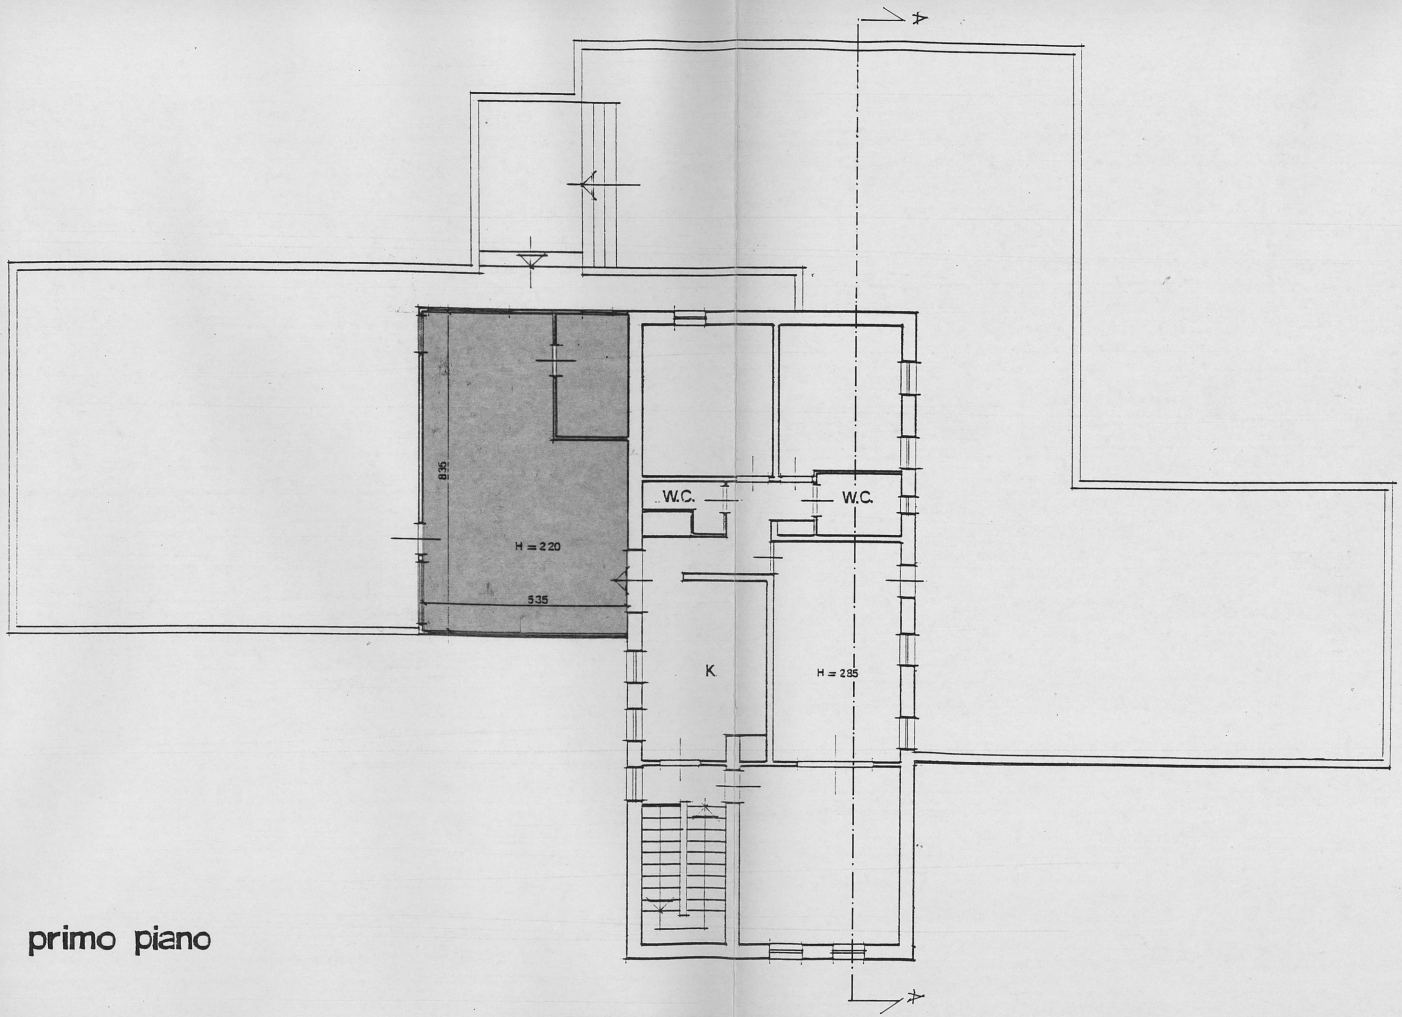 A
W.C.
W.C.
835
H = 220
535
K
H = 285
primo piano
A